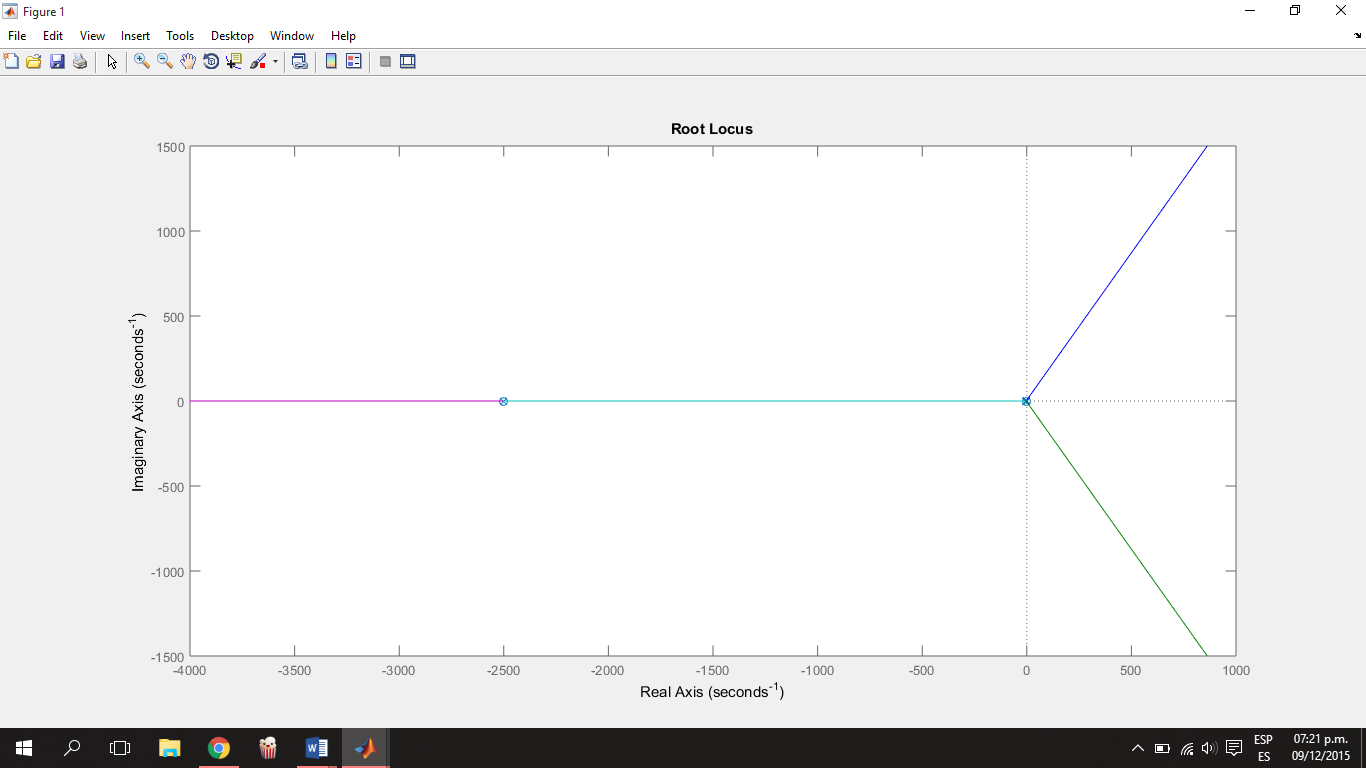 Figure 1
File Edit View Insert Tools Desktop Window Help
Root Locus
1500
1000
500
0
-500
-1000
-1500
Imaginary Axis (seconds⁻¹)
-4000 -3500 -3000 -2500 -2000 -1500 -1000 -500 0 500 1000
Real Axis (seconds⁻¹)
ESP 07:21 p.m.
ES 09/12/2015